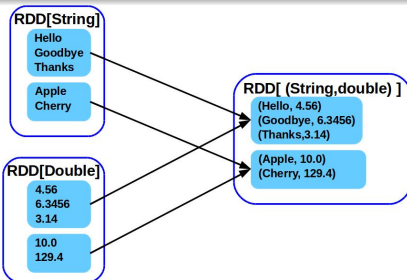 RDD[String]
Hello
Goodbye
Thanks
Apple
Cherry
RDD[Double]
4.56
6.3456
3.14
10.0
129.4
RDD[ (String,double) ]
(Hello, 4.56)
(Goodbye, 6.3456)
(Thanks,3.14)
(Apple, 10.0)
(Cherry, 129.4)